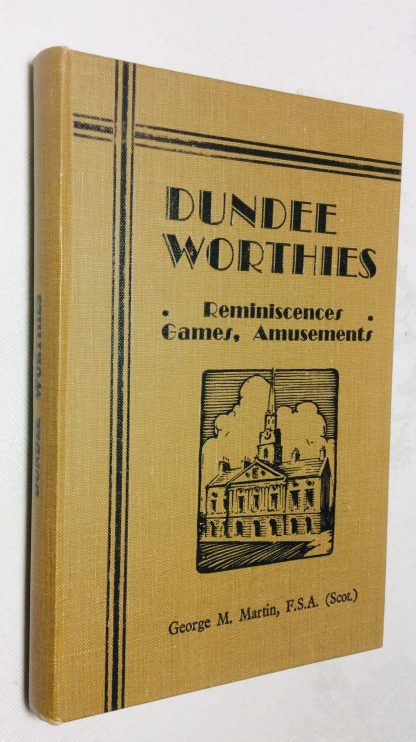 DUNDEE
WORTHIES
. Reminiscences .
Games, Amusements
George M. Martin, F.S.A. (Scot.)
DUNDEE WORTHIES